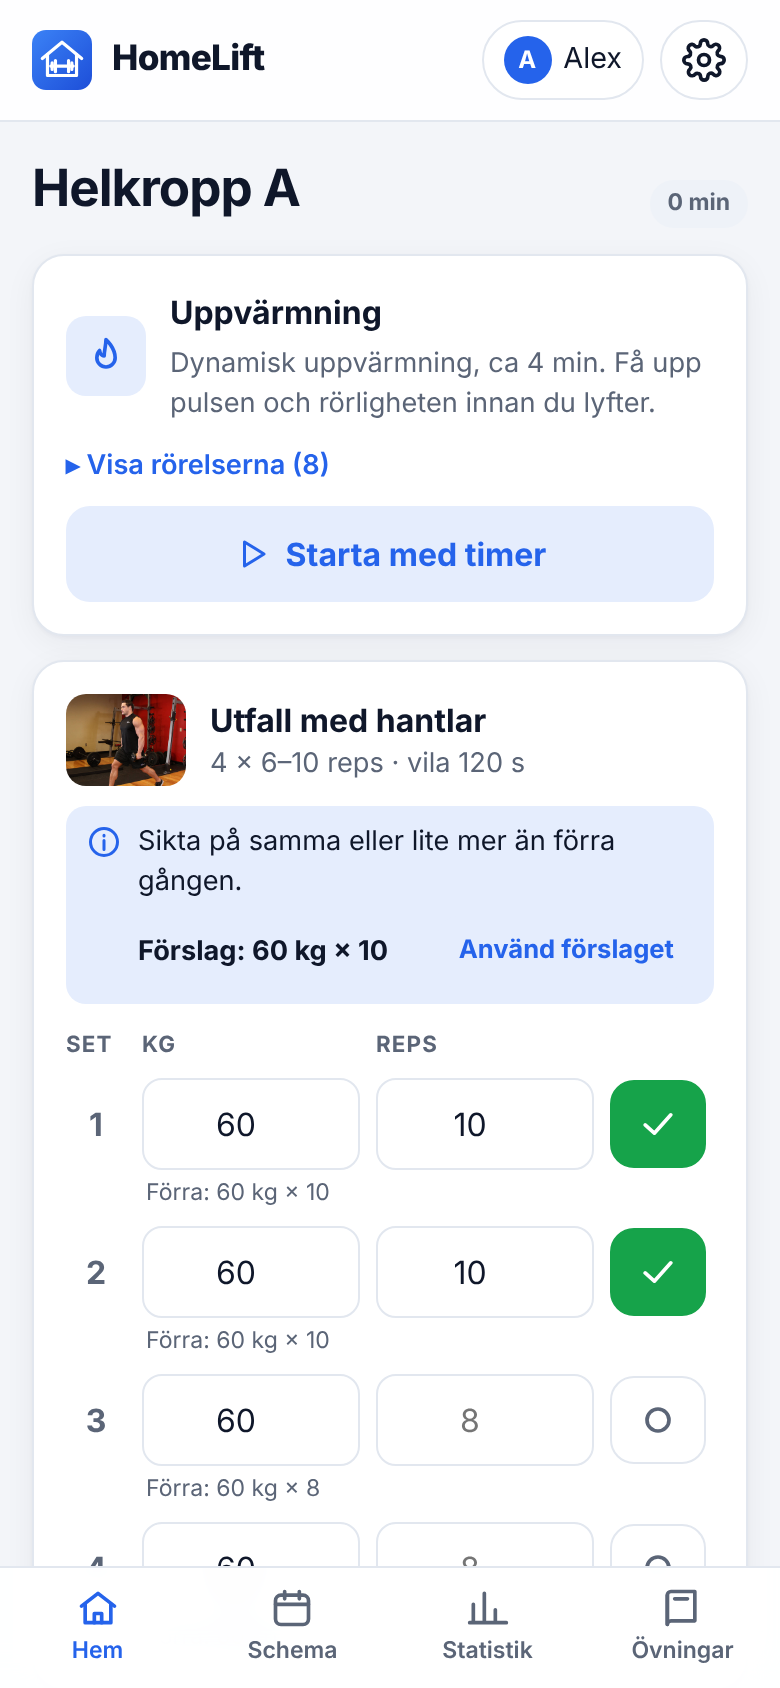 HomeLift
A Alex
Helkropp A
0 min
Uppvärmning
Dynamisk uppvärmning, ca 4 min. Få upp
pulsen och rörligheten innan du lyfter.
▸ Visa rörelserna (8)
Starta med timer
Utfall med hantlar
4 × 6–10 reps · vila 120 s
Sikta på samma eller lite mer än förra
gången.
Förslag: 60 kg × 10 Använd förslaget
SET KG REPS
1 60 10
Förra: 60 kg × 10
2 60 10
Förra: 60 kg × 10
3 60 8
Förra: 60 kg × 8
4 60 8
Hem Schema Statistik Övningar